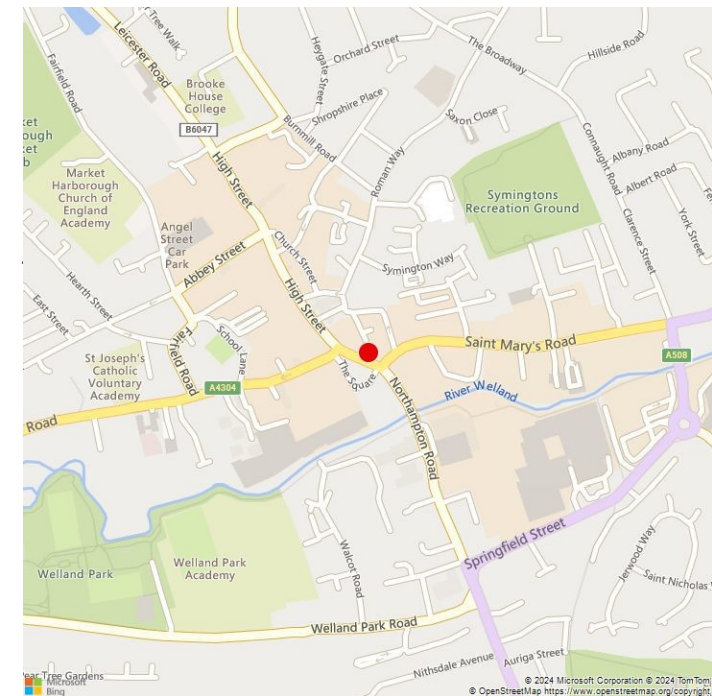 Tree Walk
Leicester Road
Fairfield Road
Heygate Street
Orchard Street
The Broadway
Hillside Road
Brooke
House
College
Shropshire Place
Saxon Close
B6047
Burnmill Road
Connaught Road
Albany Road
Market
Harborough
Church of
England
Academy
High Street
Roman Way
Albert Road
Symingtons
Recreation Ground
Clarence Street
York Street
Angel
Street
Car
Park
Church Street
Abbey Street
Symington Way
Hearth Street
East Street
High Street
Fairfield Road
School Lane
Saint Mary's Road
A508
St Joseph's
Catholic
Voluntary
Academy
The Square
A4304
River Welland
Road
Northampton Road
Springfield Street
Welland Park
Welland Park
Academy
Walcot Road
Jerwood Way
Saint Nicholas W
Welland Park Road
Nithsdale Avenue
Auriga Street
Pear Tree Gardens
Microsoft
Bing
© 2024 Microsoft Corporation © 2024 TomTom
© OpenStreetMap https://www.openstreetmap.org/copyright